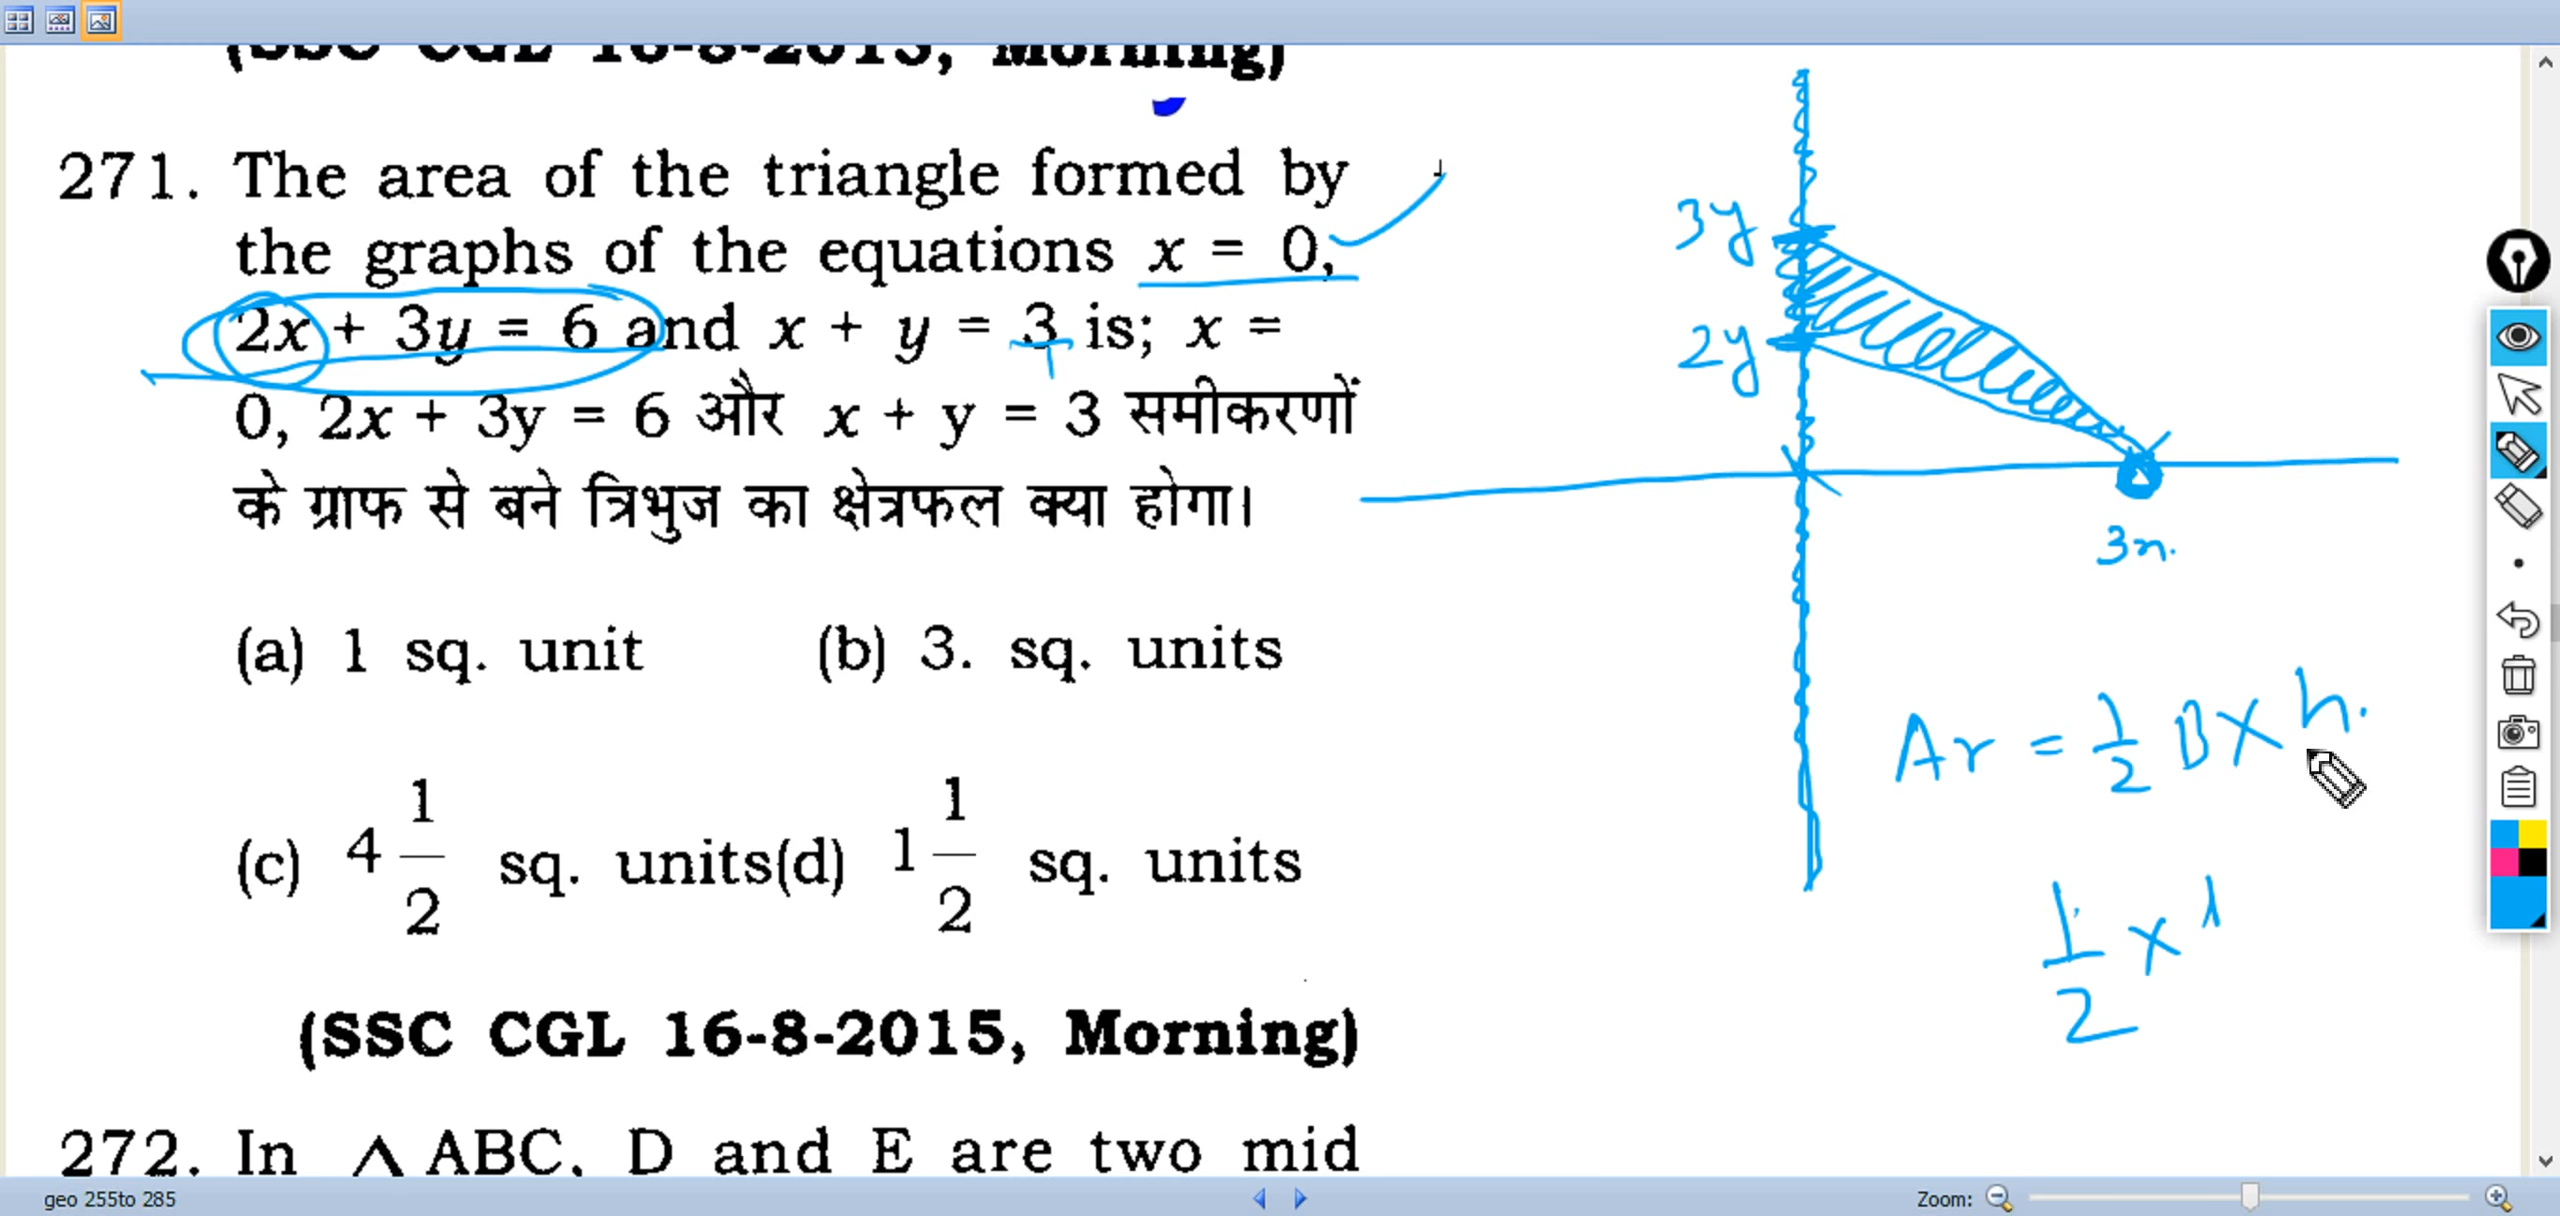 (SSC CGL 16-8-2015, Morning)
271. The area of the triangle formed by
the graphs of the equations x = 0,
2x + 3y = 6 and x + y = 3 is; x =
0, 2x + 3y = 6 और x + y = 3 समीकरणों
के ग्राफ से बने त्रिभुज का क्षेत्रफल क्या होगा।
(a) 1 sq. unit (b) 3. sq. units
(c) 4 1/2 sq. units(d) 1 1/2 sq. units
(SSC CGL 16-8-2015, Morning)
272. In △ ABC, D and E are two mid
3y
2y
3x.
Ar = 1/2 B × h.
1/2 × 1
geo 255to 285
Zoom: